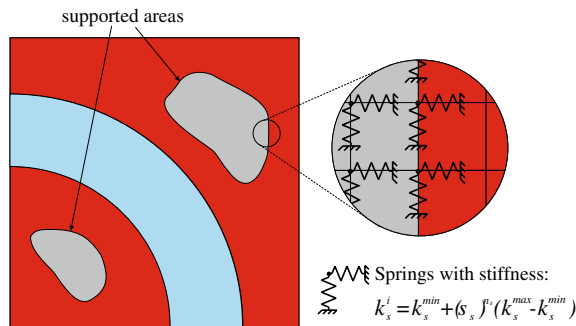 supported areas
Springs with stiffness:
k_s^i = k_s^{min} + (s_s)^{n_s} (k_s^{max} - k_s^{min})